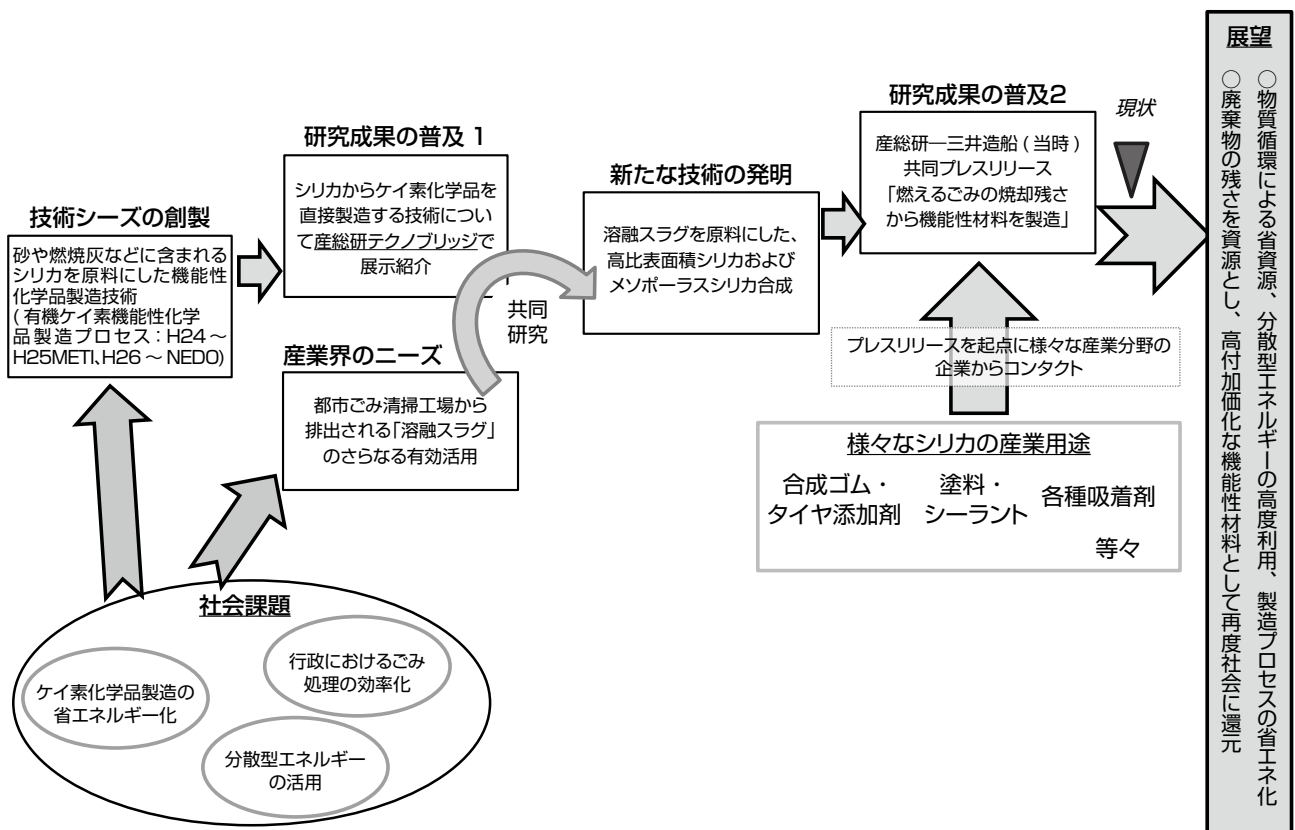 技術シーズの創製
砂や燃焼灰などに含まれる
シリカを原料にした機能性
化学品製造技術
(有機ケイ素機能性化学
品製造プロセス：H24～
H25METI、H26～NEDO)
研究成果の普及 1
シリカからケイ素化学品を
直接製造する技術につい
て産総研テクノブリッジで
展示紹介
産業界のニーズ
都市ごみ清掃工場から
排出される「溶融スラグ」
のさらなる有効活用
共同
研究
新たな技術の発明
溶融スラグを原料にした、
高比表面積シリカおよび
メソポーラスシリカ合成
研究成果の普及2
産総研―三井造船(当時)
共同プレスリリース
「燃えるごみの焼却残さ
から機能性材料を製造」
現状
プレスリリースを起点に様々な産業分野の
企業からコンタクト
様々なシリカの産業用途
合成ゴム・
タイヤ添加剤
塗料・
シーラント
各種吸着剤
等々
社会課題
ケイ素化学品製造の
省エネルギー化
行政におけるごみ
処理の効率化
分散型エネルギー
の活用
展望
○物質循環による省資源、分散型エネルギーの高度利用、製造プロセスの省エネ化
○廃棄物の残さを資源とし、高付加価化な機能性材料として再度社会に還元